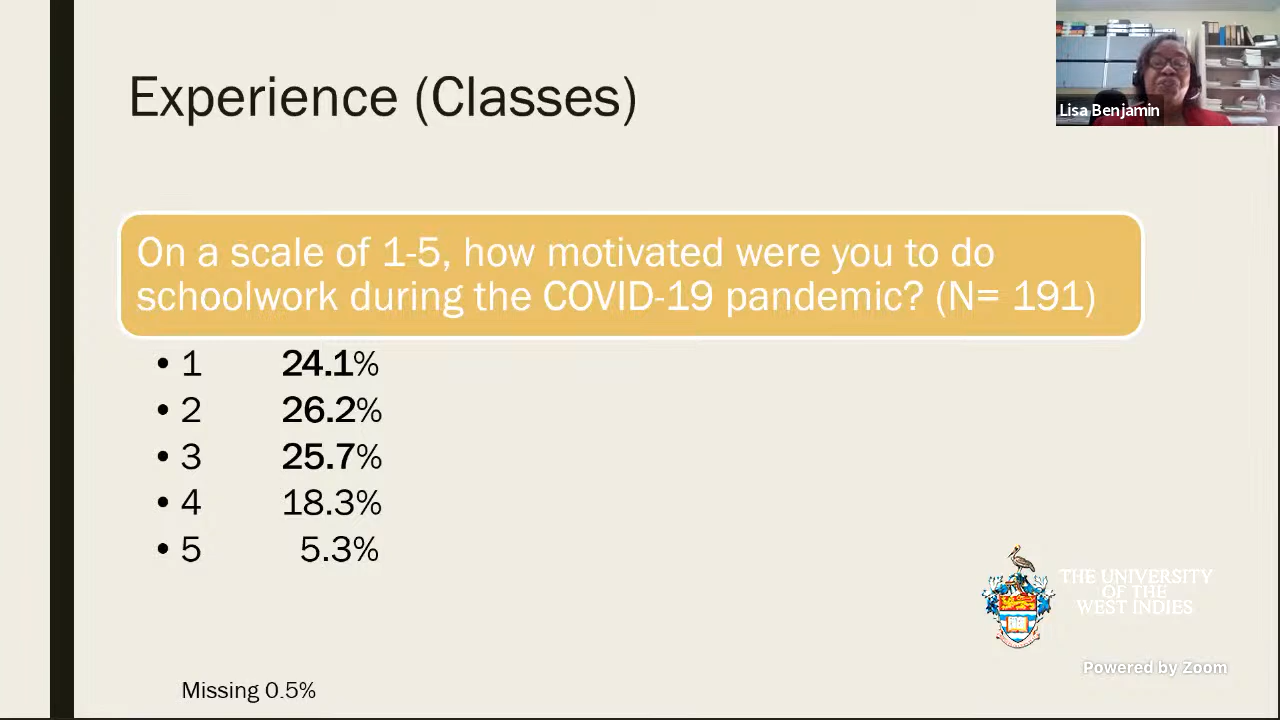 Experience (Classes)
Lisa Benjamin
On a scale of 1-5, how motivated were you to do
schoolwork during the COVID-19 pandemic? (N= 191)
• 1 24.1%
• 2 26.2%
• 3 25.7%
• 4 18.3%
• 5 5.3%
THE UNIVERSITY
OF THE
WEST INDIES
Powered by Zoom
Missing 0.5%